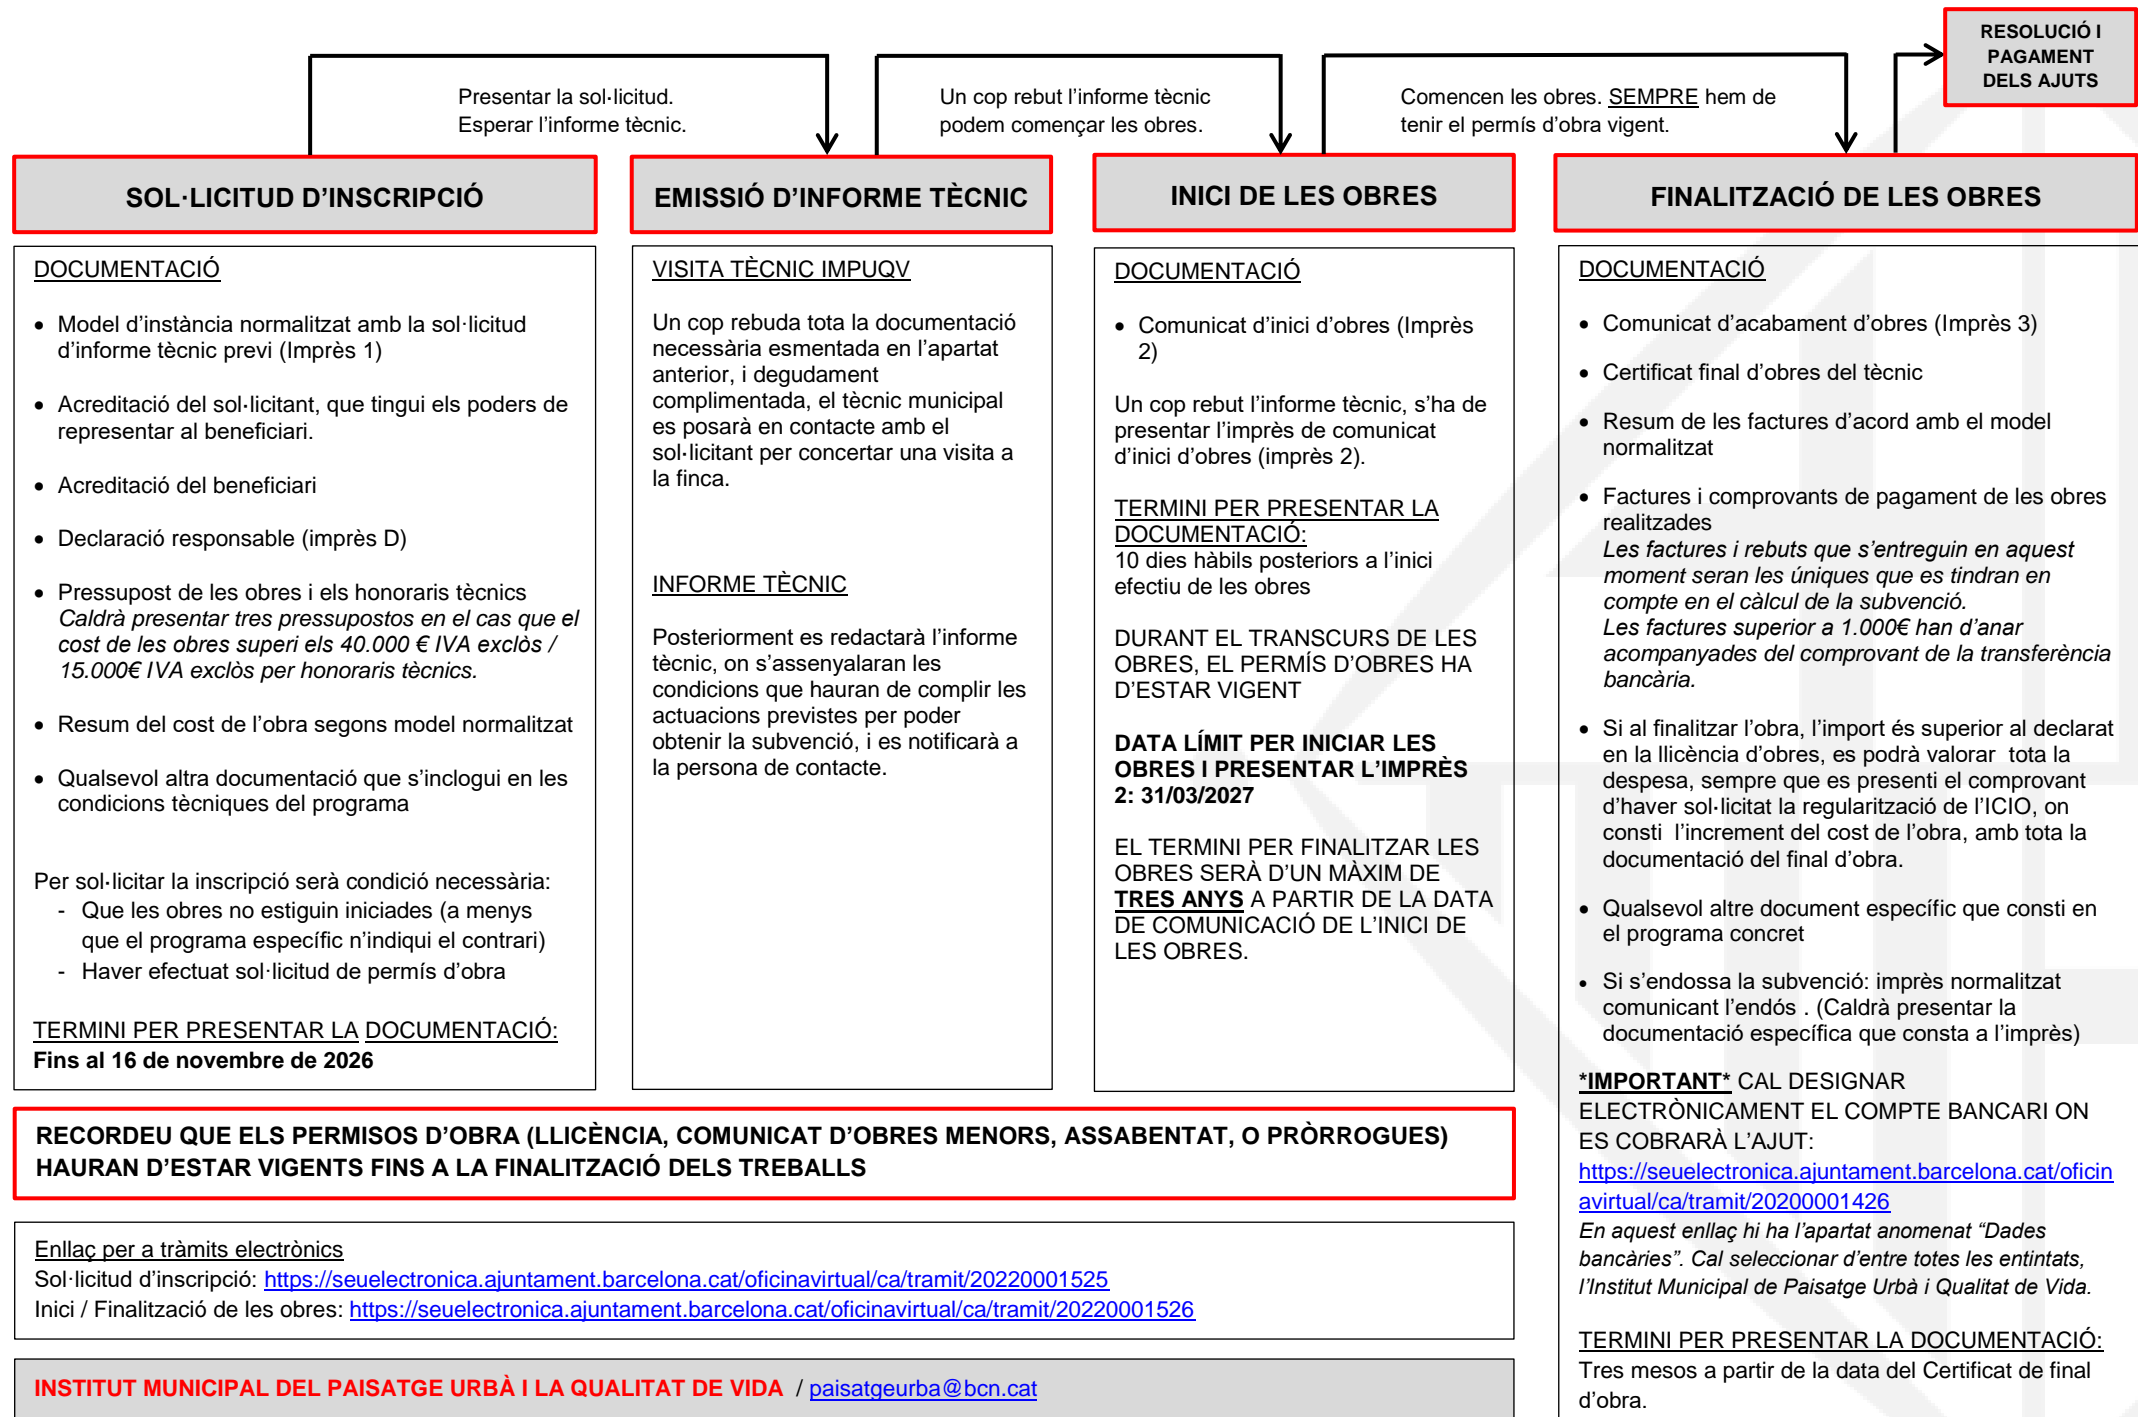 RESOLUCIÓ I
PAGAMENT
DELS AJUTS
Presentar la sol·licitud.
Esperar l’informe tècnic.
Un cop rebut l’informe tècnic
podem començar les obres.
Comencen les obres. SEMPRE hem de
tenir el permís d’obra vigent.
SOL·LICITUD D’INSCRIPCIÓ
DOCUMENTACIÓ
• Model d’instància normalitzat amb la sol·licitud
d’informe tècnic previ (Imprès 1)
• Acreditació del sol·licitant, que tingui els poders de
representar al beneficiari.
• Acreditació del beneficiari
• Declaració responsable (imprès D)
• Pressupost de les obres i els honoraris tècnics
Caldrà presentar tres pressupostos en el cas que el
cost de les obres superi els 40.000 € IVA exclòs /
15.000€ IVA exclòs per honoraris tècnics.
• Resum del cost de l’obra segons model normalitzat
• Qualsevol altra documentació que s’inclogui en les
condicions tècniques del programa
Per sol·licitar la inscripció serà condició necessària:
- Que les obres no estiguin iniciades (a menys
que el programa específic n’indiqui el contrari)
- Haver efectuat sol·licitud de permís d’obra
TERMINI PER PRESENTAR LA DOCUMENTACIÓ:
Fins al 16 de novembre de 2026
EMISSIÓ D’INFORME TÈCNIC
VISITA TÈCNIC IMPUQV
Un cop rebuda tota la documentació
necessària esmentada en l’apartat
anterior, i degudament
complimentada, el tècnic municipal
es posarà en contacte amb el
sol·licitant per concertar una visita a
la finca.
INFORME TÈCNIC
Posteriorment es redactarà l’informe
tècnic, on s’assenyalaran les
condicions que hauran de complir les
actuacions previstes per poder
obtenir la subvenció, i es notificarà a
la persona de contacte.
INICI DE LES OBRES
DOCUMENTACIÓ
• Comunicat d’inici d’obres (Imprès
2)
Un cop rebut l’informe tècnic, s’ha de
presentar l’imprès de comunicat
d’inici d’obres (imprès 2).
TERMINI PER PRESENTAR LA
DOCUMENTACIÓ:
10 dies hàbils posteriors a l’inici
efectiu de les obres
DURANT EL TRANSCURS DE LES
OBRES, EL PERMÍS D’OBRES HA
D’ESTAR VIGENT
DATA LÍMIT PER INICIAR LES
OBRES I PRESENTAR L’IMPRÈS
2: 31/03/2027
EL TERMINI PER FINALITZAR LES
OBRES SERÀ D’UN MÀXIM DE
TRES ANYS A PARTIR DE LA DATA
DE COMUNICACIÓ DE L’INICI DE
LES OBRES.
FINALITZACIÓ DE LES OBRES
DOCUMENTACIÓ
• Comunicat d’acabament d’obres (Imprès 3)
• Certificat final d’obres del tècnic
• Resum de les factures d’acord amb el model
normalitzat
• Factures i comprovants de pagament de les obres
realitzades
Les factures i rebuts que s’entreguin en aquest
moment seran les úniques que es tindran en
compte en el càlcul de la subvenció.
Les factures superior a 1.000€ han d’anar
acompanyades del comprovant de la transferència
bancària.
• Si al finalitzar l’obra, l’import és superior al declarat
en la llicència d’obres, es podrà valorar tota la
despesa, sempre que es presenti el comprovant
d’haver sol·licitat la regularització de l’ICIO, on
consti l’increment del cost de l’obra, amb tota la
documentació del final d’obra.
• Qualsevol altre document específic que consti en
el programa concret
• Si s’endossa la subvenció: imprès normalitzat
comunicant l’endós . (Caldrà presentar la
documentació específica que consta a l’imprès)
*IMPORTANT* CAL DESIGNAR
ELECTRÒNICAMENT EL COMPTE BANCARI ON
ES COBRARÀ L’AJUT:
https://seuelectronica.ajuntament.barcelona.cat/oficin
avirtual/ca/tramit/20200001426
En aquest enllaç hi ha l’apartat anomenat “Dades
bancàries”. Cal seleccionar d’entre totes les entintats,
l’Institut Municipal de Paisatge Urbà i Qualitat de Vida.
TERMINI PER PRESENTAR LA DOCUMENTACIÓ:
Tres mesos a partir de la data del Certificat de final
d’obra.
RECORDEU QUE ELS PERMISOS D’OBRA (LLICÈNCIA, COMUNICAT D’OBRES MENORS, ASSABENTAT, O PRÒRROGUES)
HAURAN D’ESTAR VIGENTS FINS A LA FINALITZACIÓ DELS TREBALLS
Enllaç per a tràmits electrònics
Sol·licitud d’inscripció: https://seuelectronica.ajuntament.barcelona.cat/oficinavirtual/ca/tramit/20220001525
Inici / Finalització de les obres: https://seuelectronica.ajuntament.barcelona.cat/oficinavirtual/ca/tramit/20220001526
INSTITUT MUNICIPAL DEL PAISATGE URBÀ I LA QUALITAT DE VIDA / paisatgeurba@bcn.cat